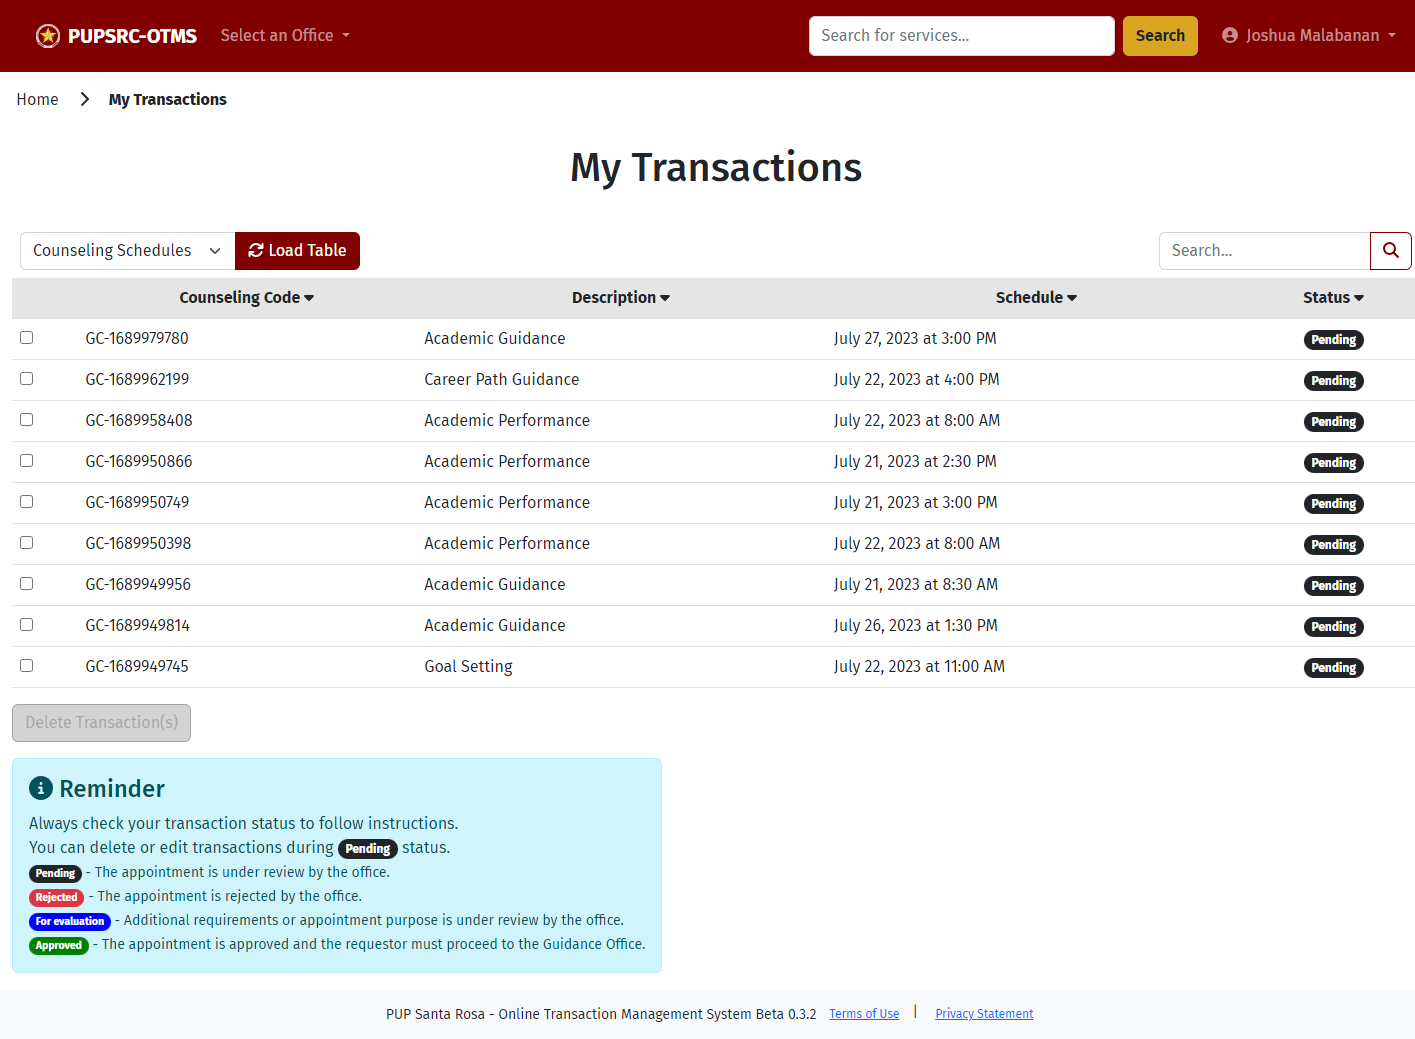 PUPSRC-OTMS Select an Office Search for services... Search Joshua Malabanan
Home My Transactions
My Transactions
Counseling Schedules Load Table Search...
Counseling Code Description Schedule Status
GC-1689979780 Academic Guidance July 27, 2023 at 3:00 PM Pending
GC-1689962199 Career Path Guidance July 22, 2023 at 4:00 PM Pending
GC-1689958408 Academic Performance July 22, 2023 at 8:00 AM Pending
GC-1689950866 Academic Performance July 21, 2023 at 2:30 PM Pending
GC-1689950749 Academic Performance July 21, 2023 at 3:00 PM Pending
GC-1689950398 Academic Performance July 22, 2023 at 8:00 AM Pending
GC-1689949956 Academic Guidance July 21, 2023 at 8:30 AM Pending
GC-1689949814 Academic Guidance July 26, 2023 at 1:30 PM Pending
GC-1689949745 Goal Setting July 22, 2023 at 11:00 AM Pending
Delete Transaction(s)
Reminder
Always check your transaction status to follow instructions.
You can delete or edit transactions during Pending status.
Pending - The appointment is under review by the office.
Rejected - The appointment is rejected by the office.
For evaluation - Additional requirements or appointment purpose is under review by the office.
Approved - The appointment is approved and the requestor must proceed to the Guidance Office.
PUP Santa Rosa - Online Transaction Management System Beta 0.3.2 Terms of Use | Privacy Statement